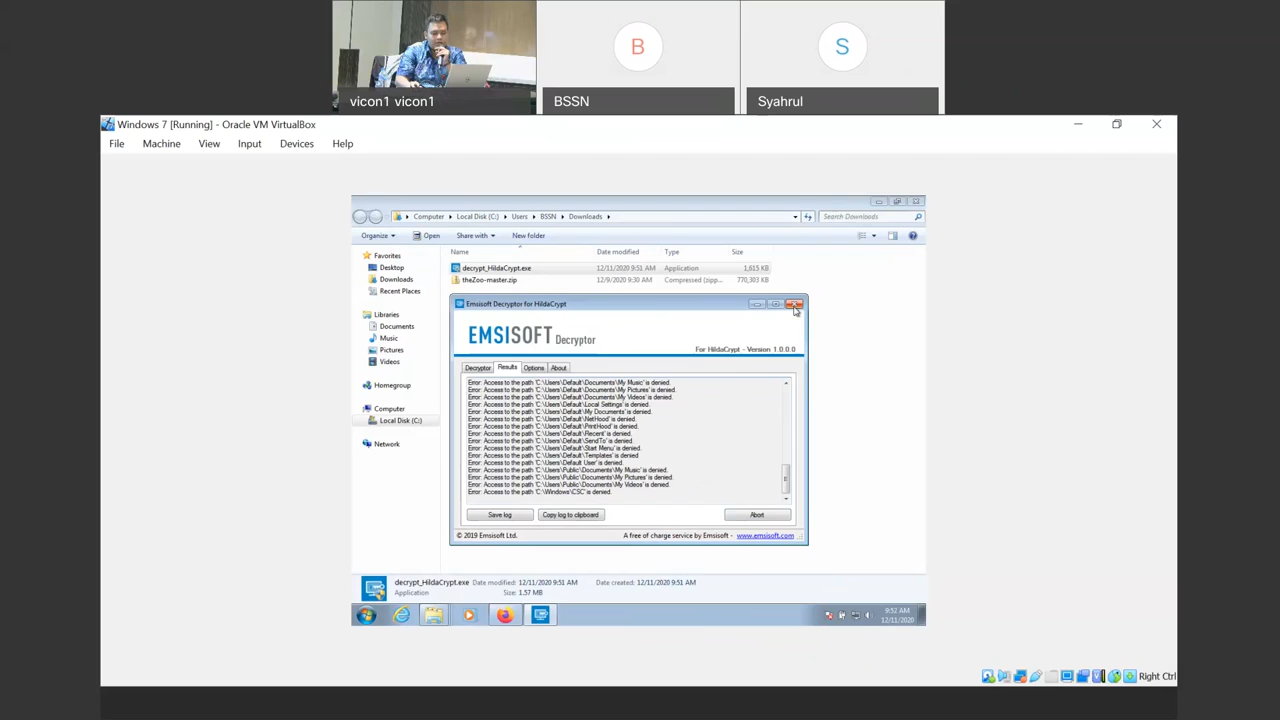 B
S
vicon1 vicon1
BSSN
Syahrul
Windows 7 [Running] - Oracle VM VirtualBox
File Machine View Input Devices Help
Computer Local Disk (C:) Users BSSN Downloads
Search Downloads
Organize Open Share with New folder
Name Date modified Type Size
Favorites
Desktop
Downloads
Recent Places
Libraries
Documents
Music
Pictures
Videos
Homegroup
Computer
Local Disk (C:)
Network
decrypt_HildaCrypt.exe 12/11/2020 9:51 AM Application 1,615 KB
theZoo-master.zip 12/9/2020 9:30 AM Compressed (zipp... 770,303 KB
Emsisoft Decryptor for HildaCrypt
EMSISOFT Decryptor
For HildaCrypt - Version 1.0.0.0
Decryptor Results Options About
Error: Access to the path 'C:\Users\Default\Documents\My Music' is denied.
Error: Access to the path 'C:\Users\Default\Documents\My Pictures' is denied.
Error: Access to the path 'C:\Users\Default\Documents\My Videos' is denied.
Error: Access to the path 'C:\Users\Default\Local Settings' is denied.
Error: Access to the path 'C:\Users\Default\My Documents' is denied.
Error: Access to the path 'C:\Users\Default\NetHood' is denied.
Error: Access to the path 'C:\Users\Default\PrintHood' is denied.
Error: Access to the path 'C:\Users\Default\Recent' is denied.
Error: Access to the path 'C:\Users\Default\SendTo' is denied.
Error: Access to the path 'C:\Users\Default\Start Menu' is denied.
Error: Access to the path 'C:\Users\Default\Templates' is denied.
Error: Access to the path 'C:\Users\Default User' is denied.
Error: Access to the path 'C:\Users\Public\Documents\My Music' is denied.
Error: Access to the path 'C:\Users\Public\Documents\My Pictures' is denied.
Error: Access to the path 'C:\Users\Public\Documents\My Videos' is denied.
Error: Access to the path 'C:\Windows\CSC' is denied.
Save log Copy log to clipboard Abort
© 2019 Emsisoft Ltd. A free of charge service by Emsisoft - www.emsisoft.com
decrypt_HildaCrypt.exe Date modified: 12/11/2020 9:51 AM Date created: 12/11/2020 9:51 AM
Application Size: 1.57 MB
9:52 AM
12/11/2020
Right Ctrl